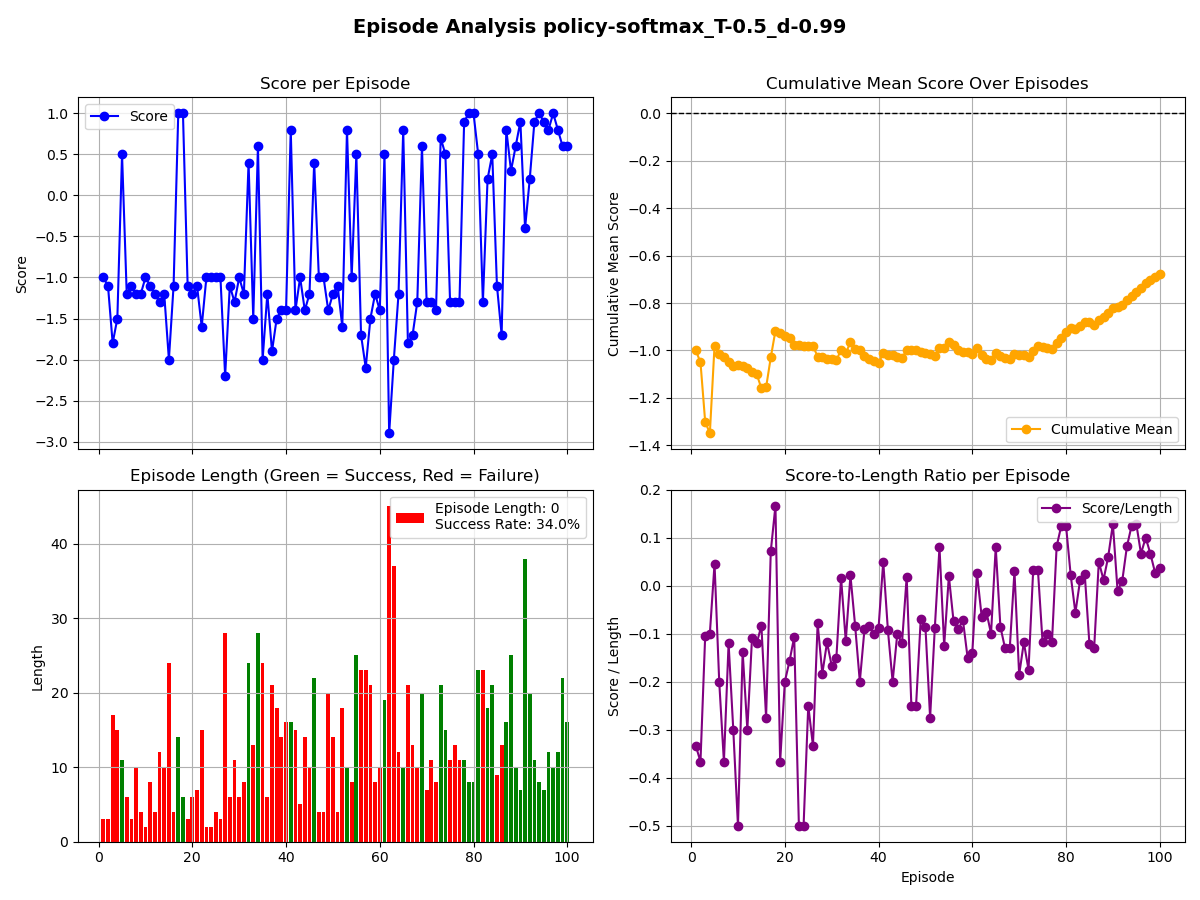 Episode Analysis policy-softmax_T-0.5_d-0.99
Score per Episode
Score
1.0
0.5
0.0
−0.5
−1.0
−1.5
−2.0
−2.5
−3.0
Score
Cumulative Mean Score Over Episodes
0.0
−0.2
−0.4
−0.6
−0.8
−1.0
−1.2
−1.4
Cumulative Mean Score
Cumulative Mean
Episode Length (Green = Success, Red = Failure)
Episode Length: 0
Success Rate: 34.0%
40
30
20
10
0
Length
0 20 40 60 80 100
Score-to-Length Ratio per Episode
Score/Length
0.2
0.1
0.0
−0.1
−0.2
−0.3
−0.4
−0.5
Score / Length
0 20 40 60 80 100
Episode